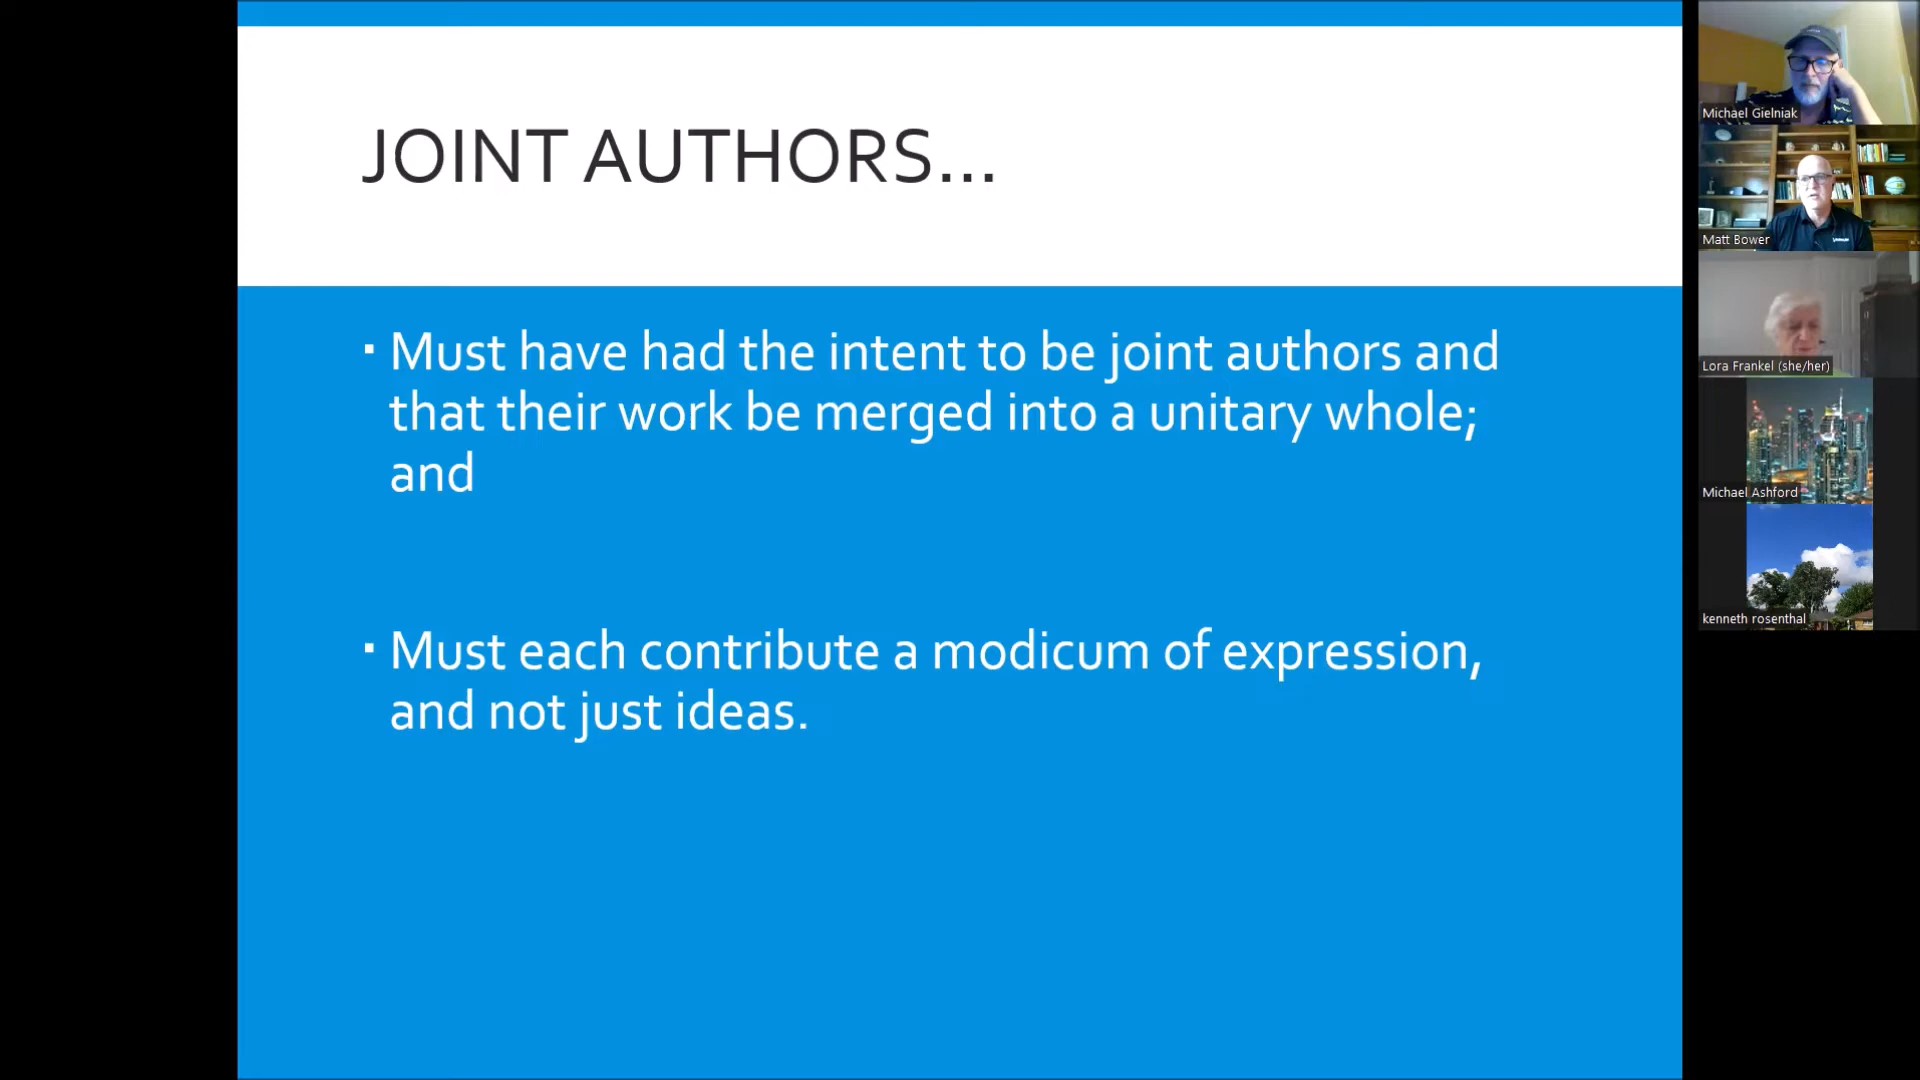 JOINT AUTHORS...
▪ Must have had the intent to be joint authors and
that their work be merged into a unitary whole;
and
▪ Must each contribute a modicum of expression,
and not just ideas.
Michael Gielniak
Matt Bower
Lora Frankel (she/her)
Michael Ashford
kenneth rosenthal